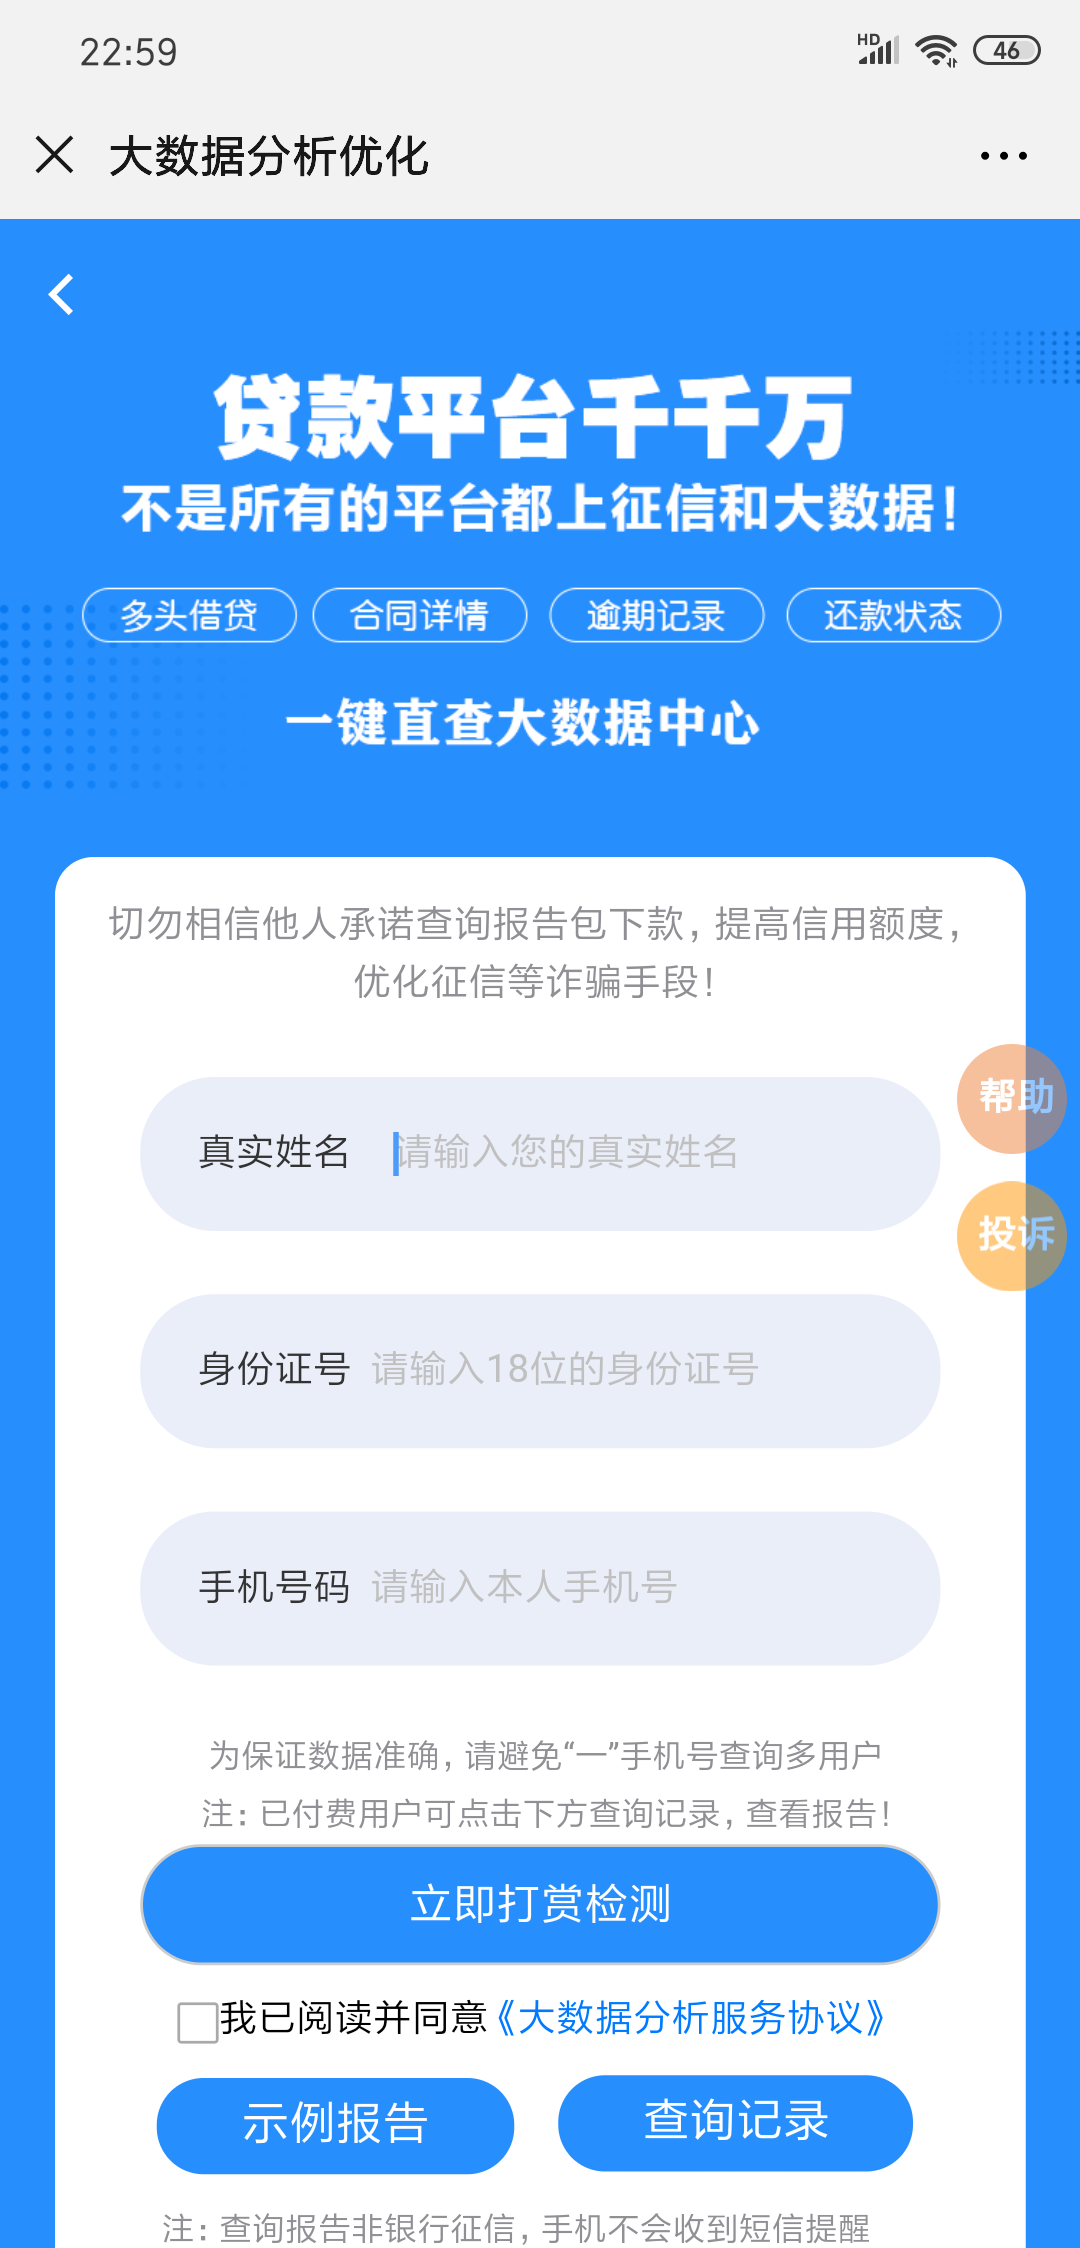 22:59
HD
46
大数据分析优化
贷款平台千千万
不是所有的平台都上征信和大数据!
多头借贷
合同详情
逾期记录
还款状态
一键直查大数据中心
切勿相信他人承诺查询报告包下款,提高信用额度,
优化征信等诈骗手段!
帮助
真实姓名 请输入您的真实姓名
投诉
身份证号 请输入18位的身份证号
手机号码 请输入本人手机号
为保证数据准确,请避免“一”手机号查询多用户
注:已付费用户可点击下方查询记录,查看报告!
立即打赏检测
我已阅读并同意《大数据分析服务协议》
示例报告
查询记录
注:查询报告非银行征信,手机不会收到短信提醒